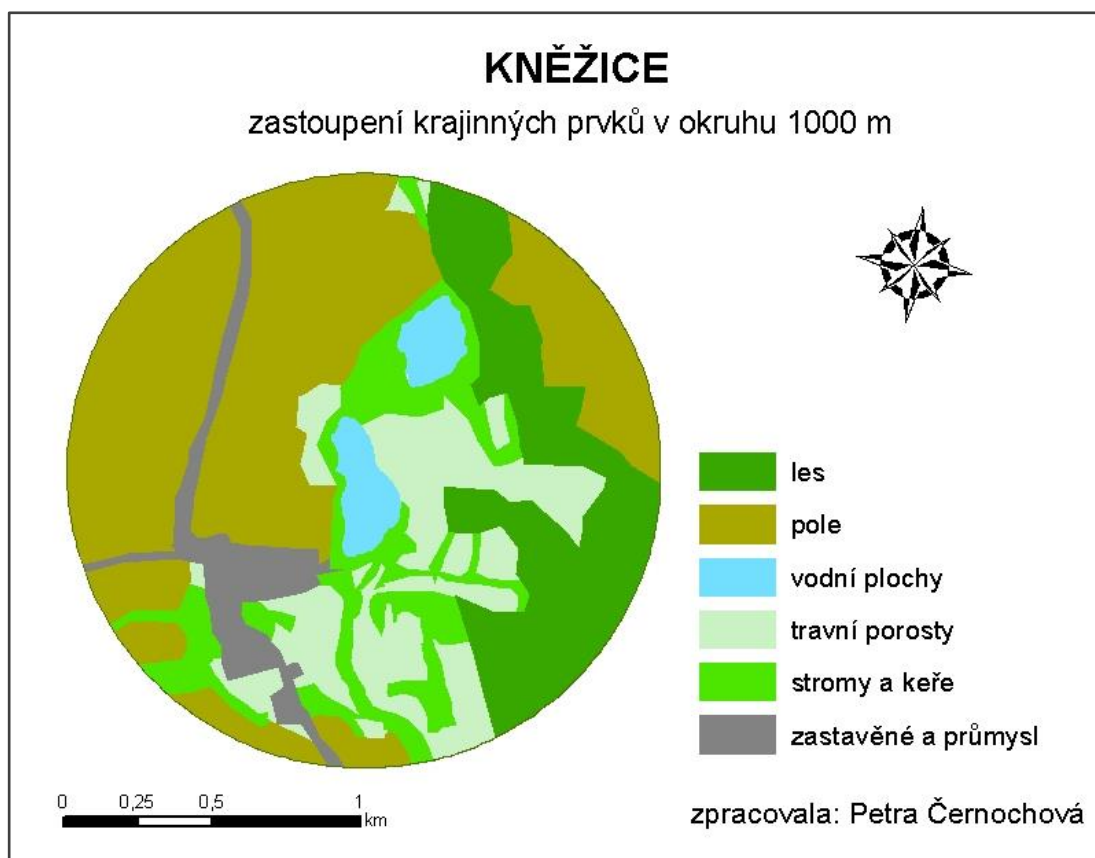 KNĚŽICE
zastoupení krajinných prvků v okruhu 1000 m
les
pole
vodní plochy
travní porosty
stromy a keře
zastavěné a průmysl
0 0,25 0,5 1
km
zpracovala: Petra Černochová